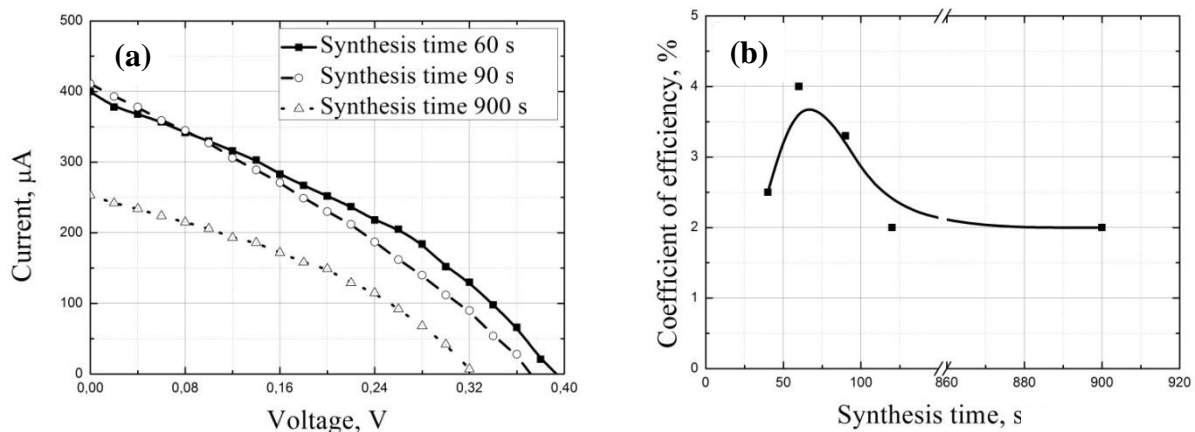 (a)
Synthesis time 60 s
Synthesis time 90 s
Synthesis time 900 s
500
400
300
200
100
0
Current, μA
0,00 0,08 0,16 0,24 0,32 0,40
Voltage, V
(b)
5
4
3
2
1
0
Coefficient of efficiency, %
0 50 100 860 880 900 920
Synthesis time, s